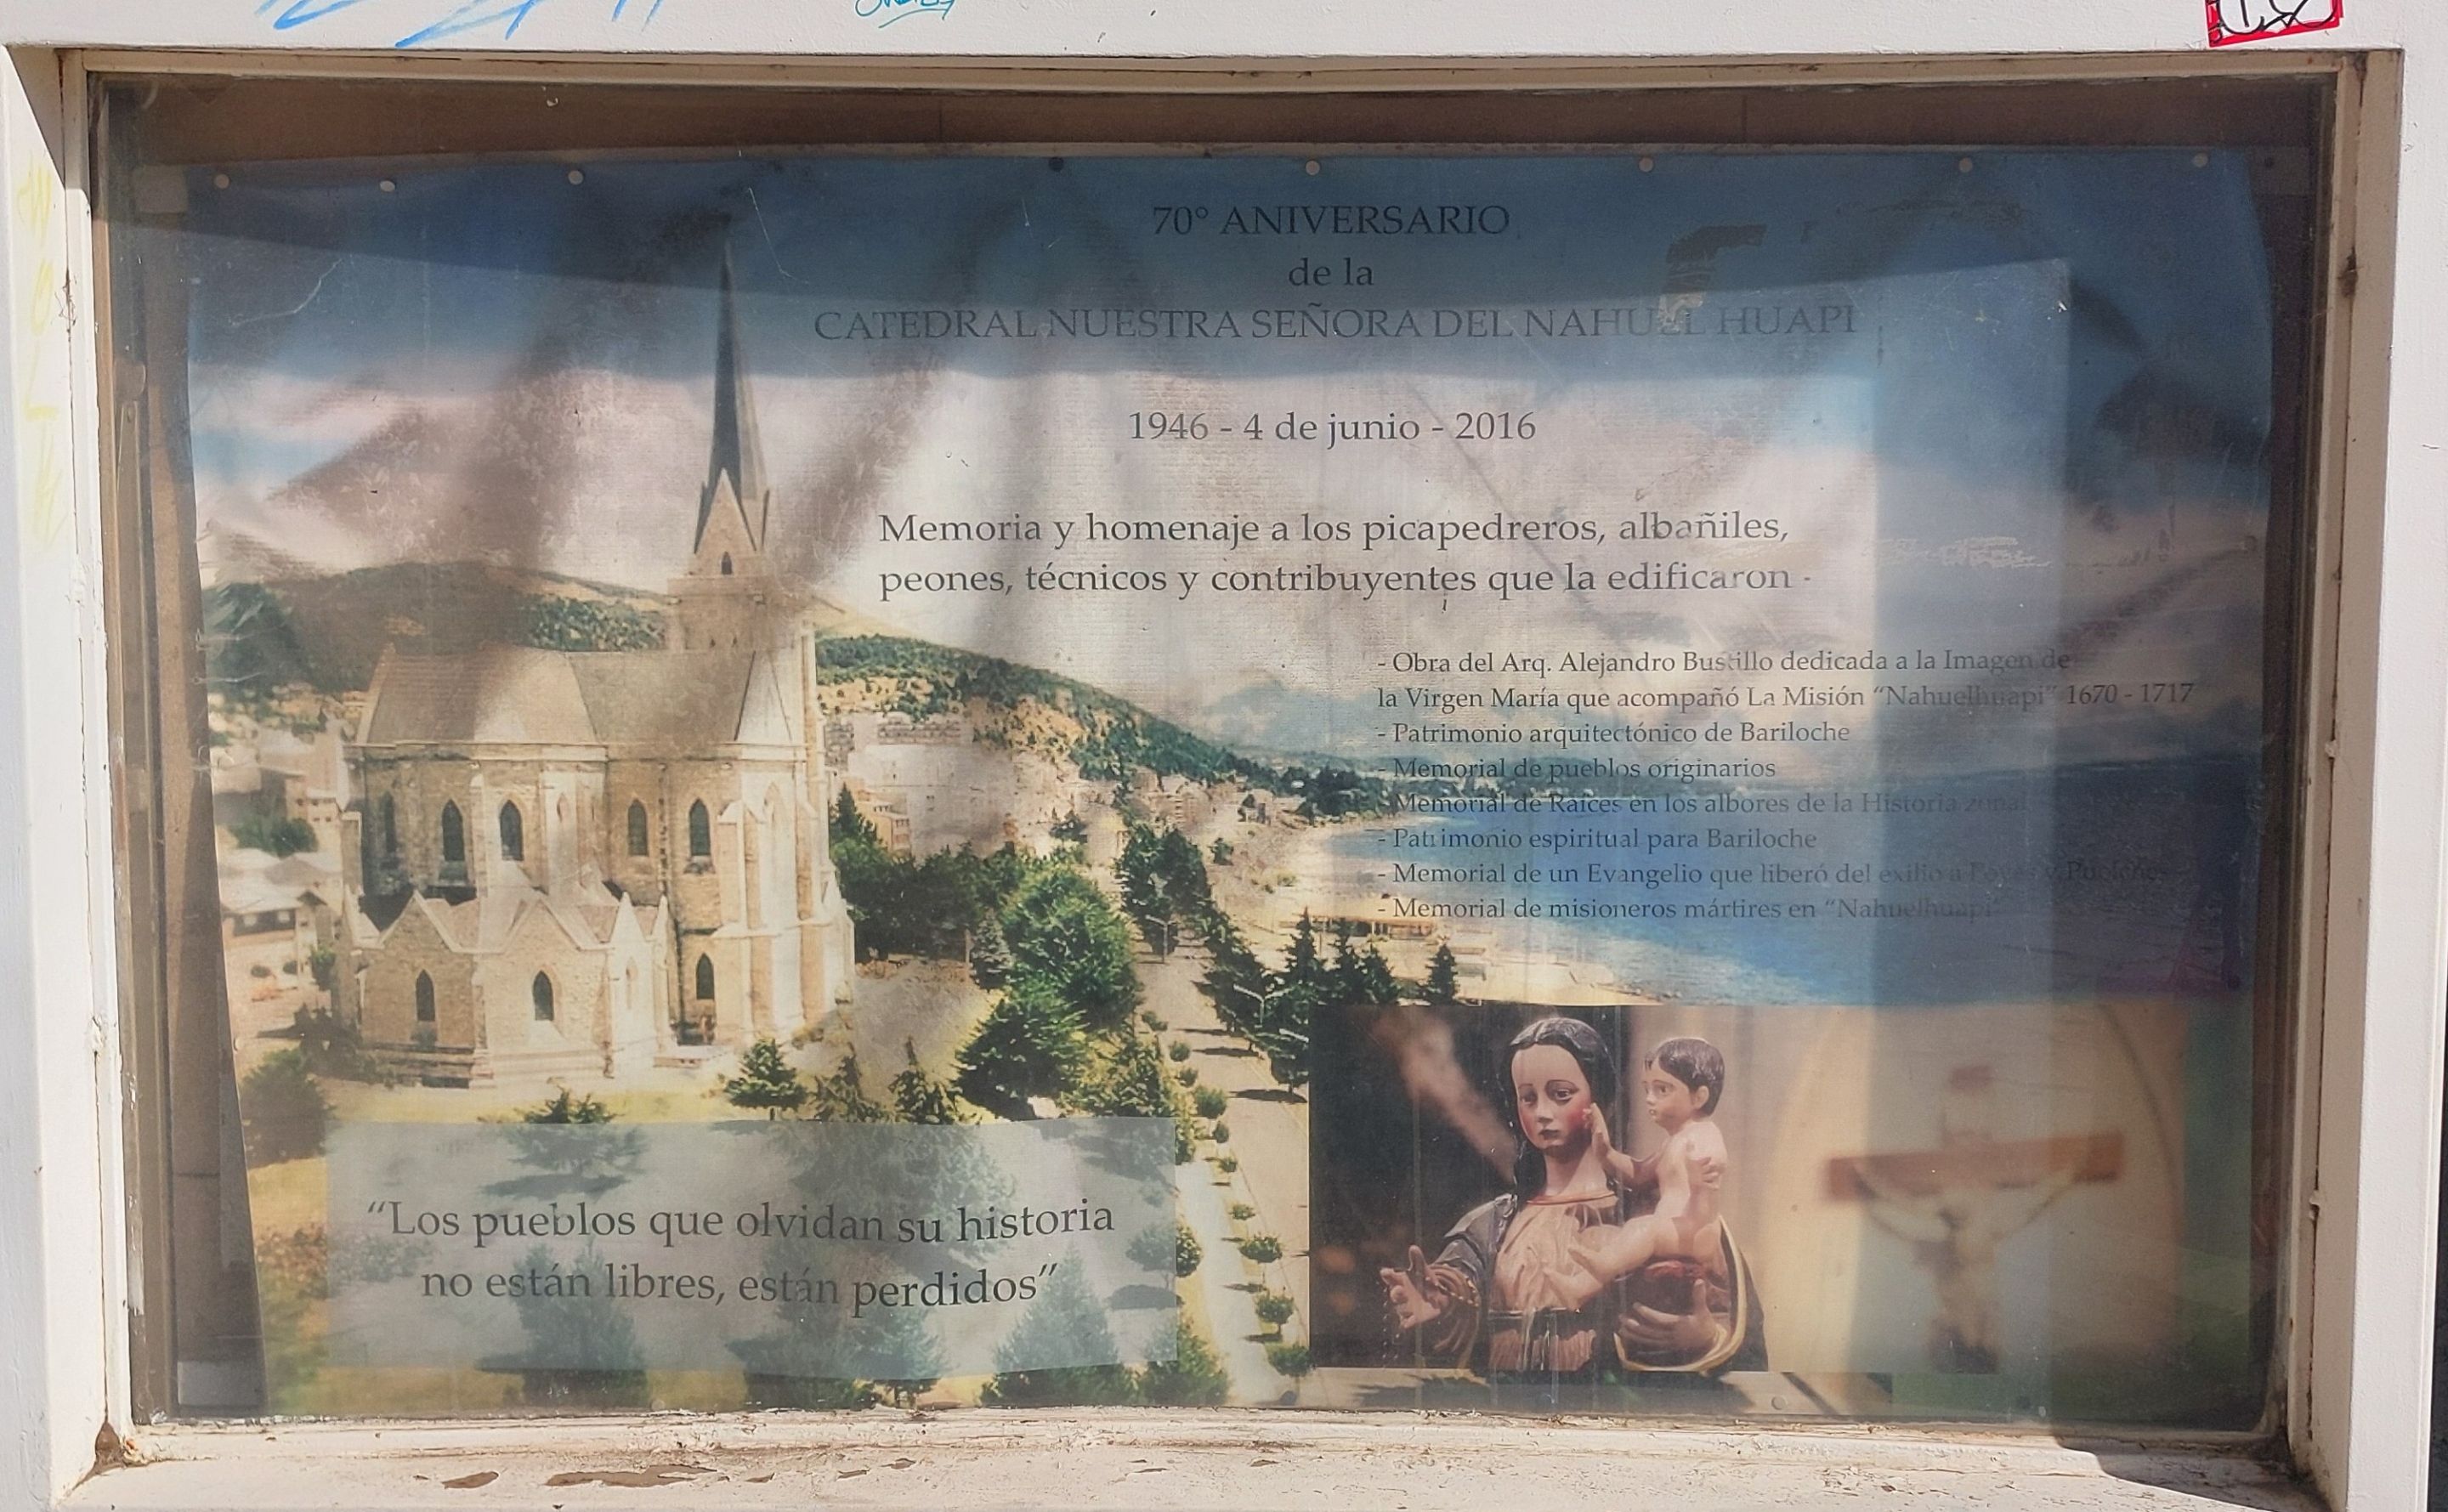 70° ANIVERSARIO
de la
CATEDRAL NUESTRA SEÑORA DEL NAHUEL HUAPI
1946 - 4 de junio - 2016
Memoria y homenaje a los picapedreros, albañiles,
peones, técnicos y contribuyentes que la edificaron -
- Obra del Arq. Alejandro Bustillo dedicada a la Imagen de
la Virgen María que acompañó La Misión “Nahuelhuapi” 1670 - 1717
- Patrimonio arquitectónico de Bariloche
- Memorial de pueblos originarios
- Memorial de Raíces en los albores de la Historia zonal
- Patrimonio espiritual para Bariloche
- Memorial de un Evangelio que liberó del exilio a Poyas y
- Memorial de misioneros mártires en “Nahuelhuapi”
“Los pueblos que olvidan su historia
no están libres, están perdidos”